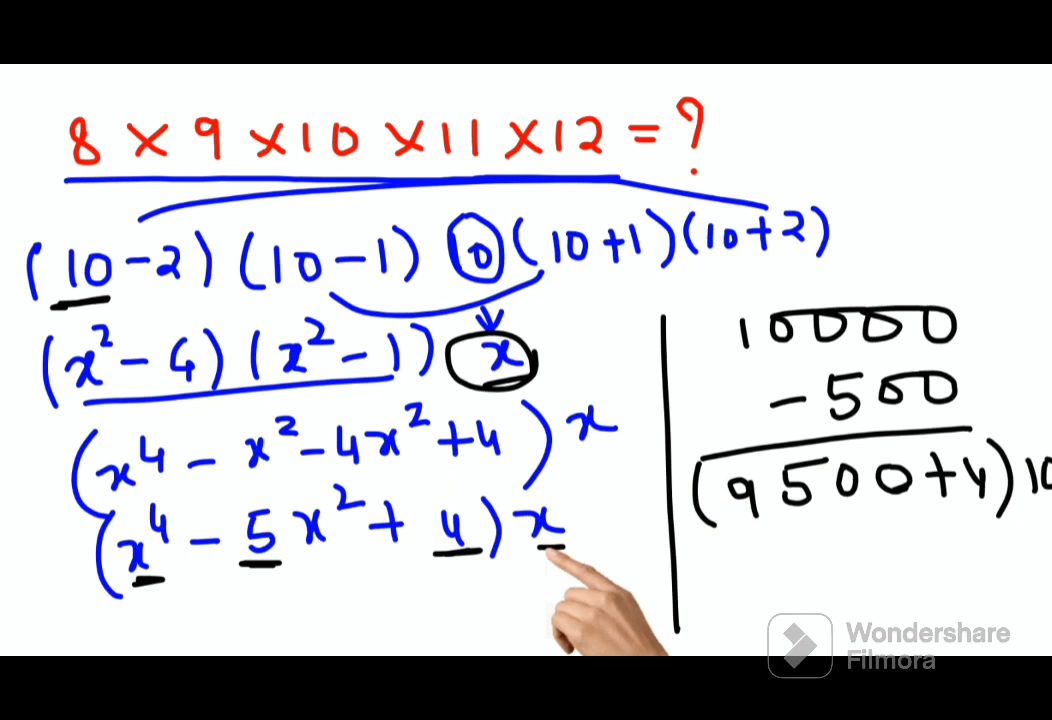 8 × 9 × 10 × 11 × 12 = ?
(10 - 2) (10 - 1) 10 (10 + 1) (10 + 2)
(x² - 4) (x² - 1) x
(x⁴ - x² - 4x² + 4) x
(x⁴ - 5x² + 4) x
10000
- 500
(9500 + 4) 10
Wondershare
Filmora